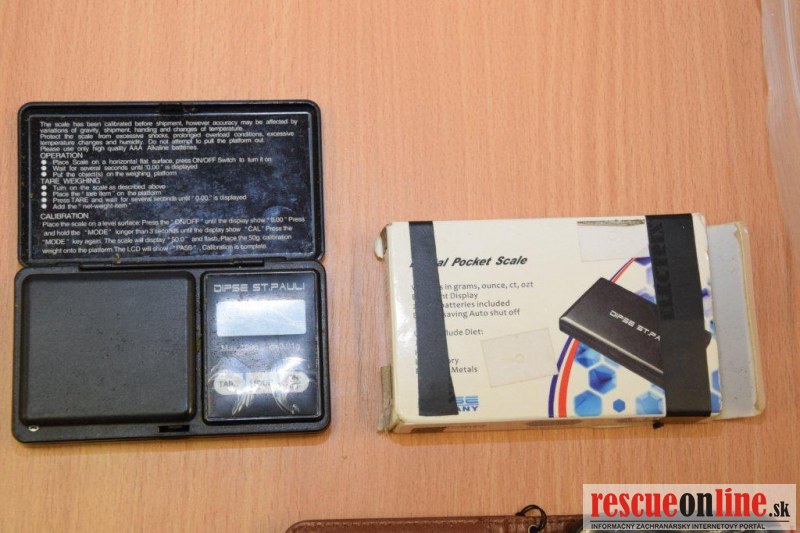 The scale has been calibrated before shipment, however accuracy may be affected by
variations of gravity, shipment, handing and changes of temperature.
Protect the scale from excessive shocks, prolonged overload conditions, excessive
temperature changes and humidity. Do not attempt to pull the platform out.
Please use only high quality AAA Alkaline batteries.
OPERATION
● Place Scale on a horizontal flat surface, press ON/OFF Switch to turn it on
● Wait for several seconds until "0.00" is displayed
● Put the object(s) on the weighing platform
TARE WEIGHING
● Turn on the scale as described above
● Place the "tare item" on the platform
● Press TARE and wait for several seconds until "0.00" is displayed
● Add the "net-weight-item"
CALIBRATION
Place the scale on a level surface. Press the "ON/OFF" until the display show "0.00" Press
and hold the "MODE" longer than 3 seconds until the display show "CAL" Press the
"MODE" key again. The scale will display "50.0" and flash, Place the 50g calibration
weight onto the platform. The LCD will show "PASS". Calibration is complete.
DIPSE ST.PAULI
al Pocket Scale
in grams, ounce, ct, ozt
nt Display
batteries included
saving Auto shut off
clude Diet:
ory
Metals
DIPSE ST.PAU
SE
ANY
rescueonline.sk
INFORMAČNÝ ZÁCHRANÁRSKY INTERNETOVÝ PORTÁL